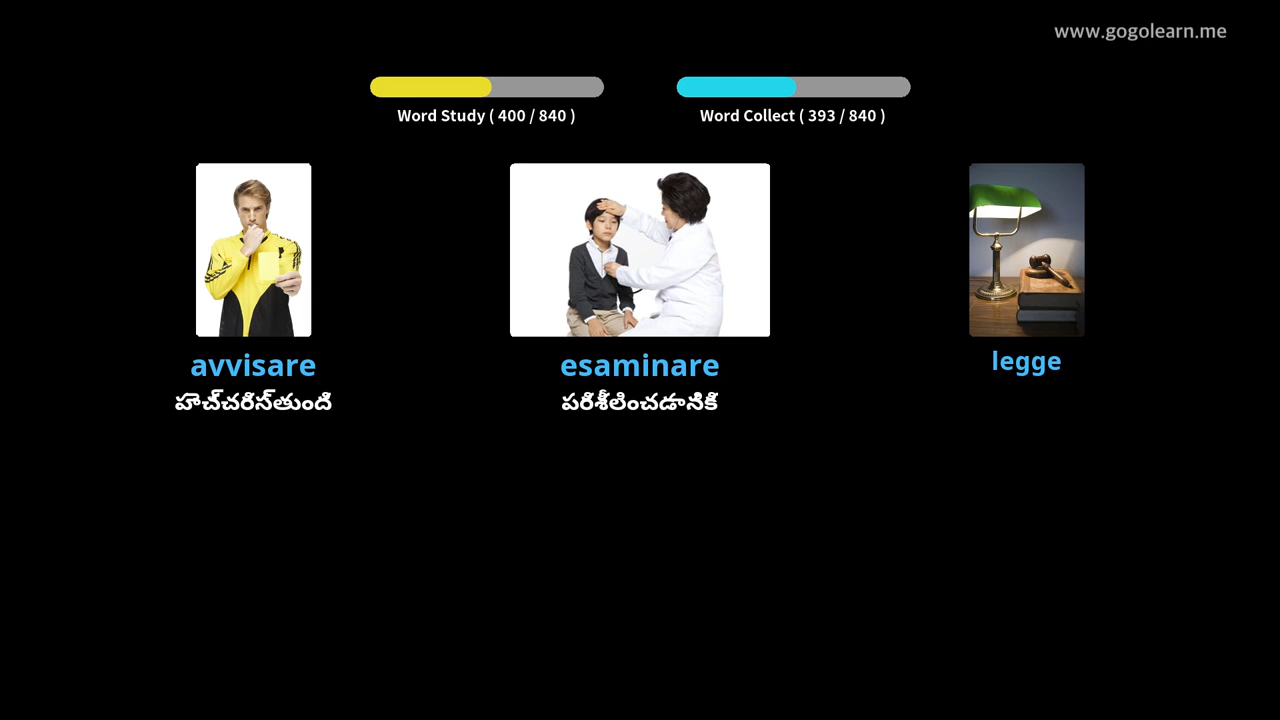 www.gogolearn.me
Word Study ( 400 / 840 )
Word Collect ( 393 / 840 )
avvisare
esaminare
legge
హెచ్చరిస్తుంది
పరిశీలించడానికి